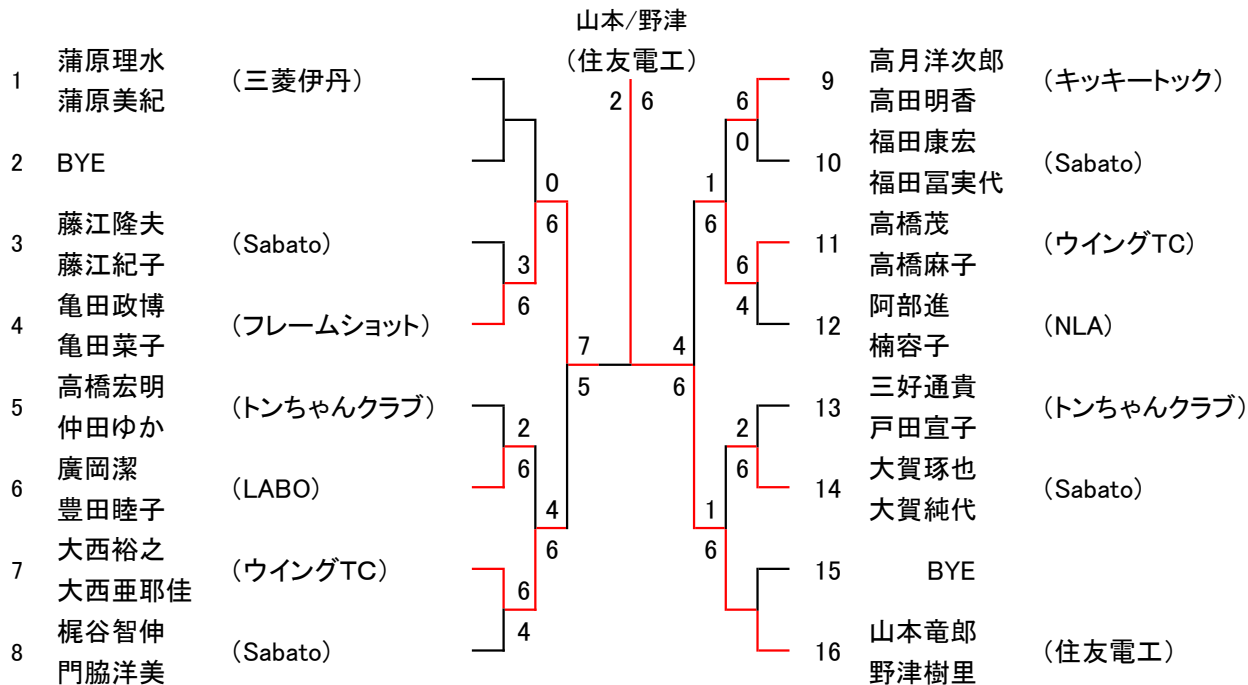 山本/野津
(住友電工)
2 6
1 蒲原理水 (三菱伊丹)
蒲原美紀
2 BYE
0
6
3 藤江隆夫 (Sabato)
藤江紀子
3
6
4 亀田政博 (フレームショット)
亀田菜子
7
5
5 高橋宏明 (トンちゃんクラブ)
仲田ゆか
2
6
6 廣岡潔 (LABO)
豊田睦子
4
6
7 大西裕之 (ウイングTC)
大西亜耶佳
6
4
8 梶谷智伸 (Sabato)
門脇洋美
9 高月洋次郎 (キッキートック)
高田明香
6
0
10 福田康宏 (Sabato)
福田冨実代
1
6
11 高橋茂 (ウイングTC)
高橋麻子
6
4
12 阿部進 (NLA)
楠容子
4
6
13 三好通貴 (トンちゃんクラブ)
戸田宣子
2
6
14 大賀琢也 (Sabato)
大賀純代
1
6
15 BYE
16 山本竜郎 (住友電工)
野津樹里